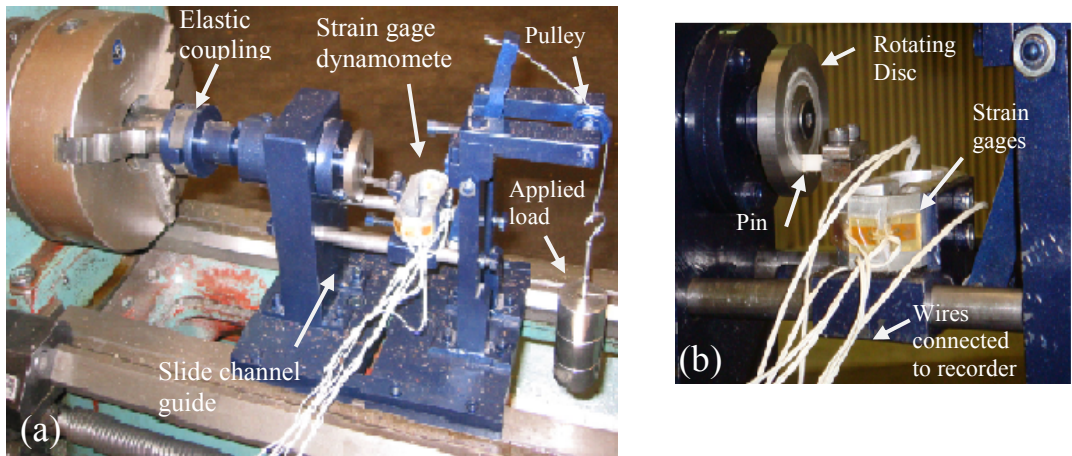 Elastic
coupling
Strain gage
dynamomete
Pulley
Applied
load
Slide channel
guide
(a)
Rotating
Disc
Strain
gages
Pin
Wires
connected
to recorder
(b)